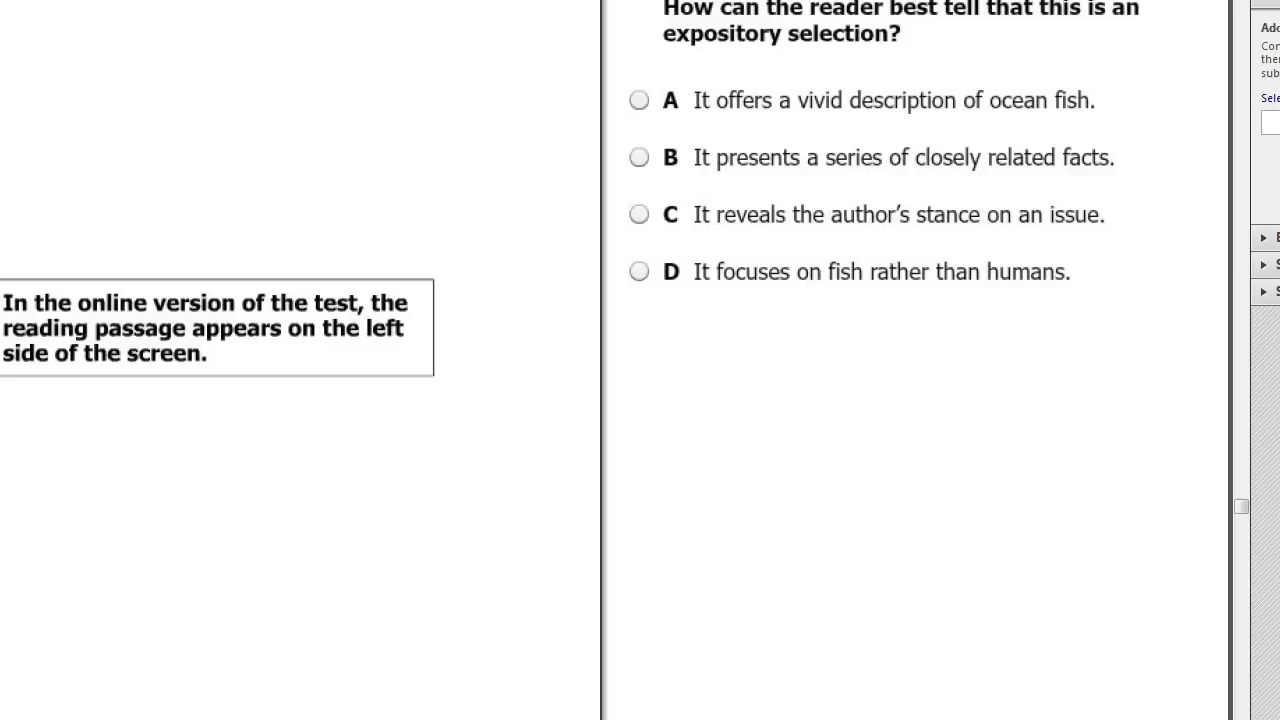 How can the reader best tell that this is an
expository selection?
A It offers a vivid description of ocean fish.
B It presents a series of closely related facts.
C It reveals the author's stance on an issue.
D It focuses on fish rather than humans.
In the online version of the test, the
reading passage appears on the left
side of the screen.